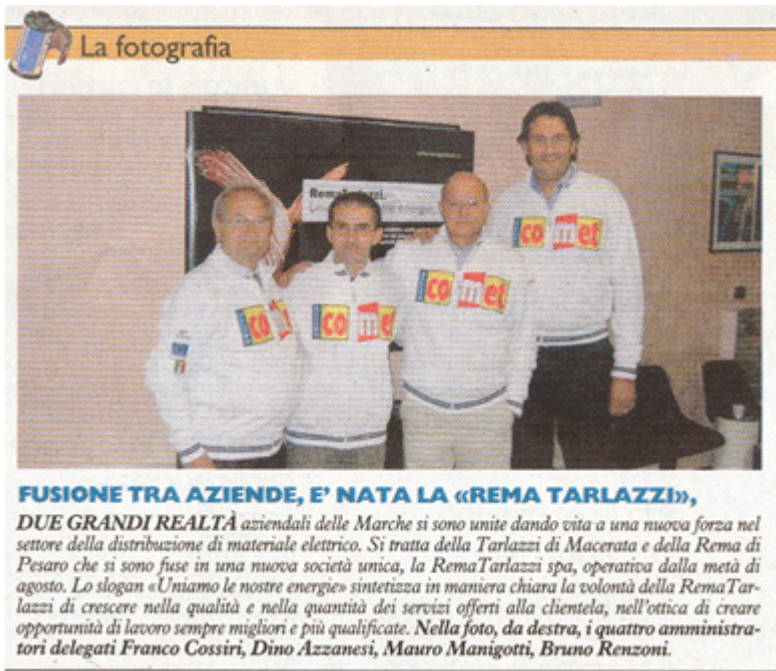 La fotografia
RemaTarlazzi.
co met
co met
co met
co met
FUSIONE TRA AZIENDE, E' NATA LA «REMA TARLAZZI»,
DUE GRANDI REALTÀ aziendali delle Marche si sono unite dando vita a una nuova forza nel
settore della distribuzione di materiale elettrico. Si tratta della Tarlazzi di Macerata e della Rema di
Pesaro che si sono fuse in una nuova società unica, la RemaTarlazzi spa, operativa dalla metà di
agosto. Lo slogan «Uniamo le nostre energie» sintetizza in maniera chiara la volontà della RemaTar-
lazzi di crescere nella qualità e nella quantità dei servizi offerti alla clientela, nell'ottica di creare
opportunità di lavoro sempre migliori e più qualificate. Nella foto, da destra, i quattro amministra-
tori delegati Franco Cossiri, Dino Azzanesi, Mauro Manigotti, Bruno Renzoni.